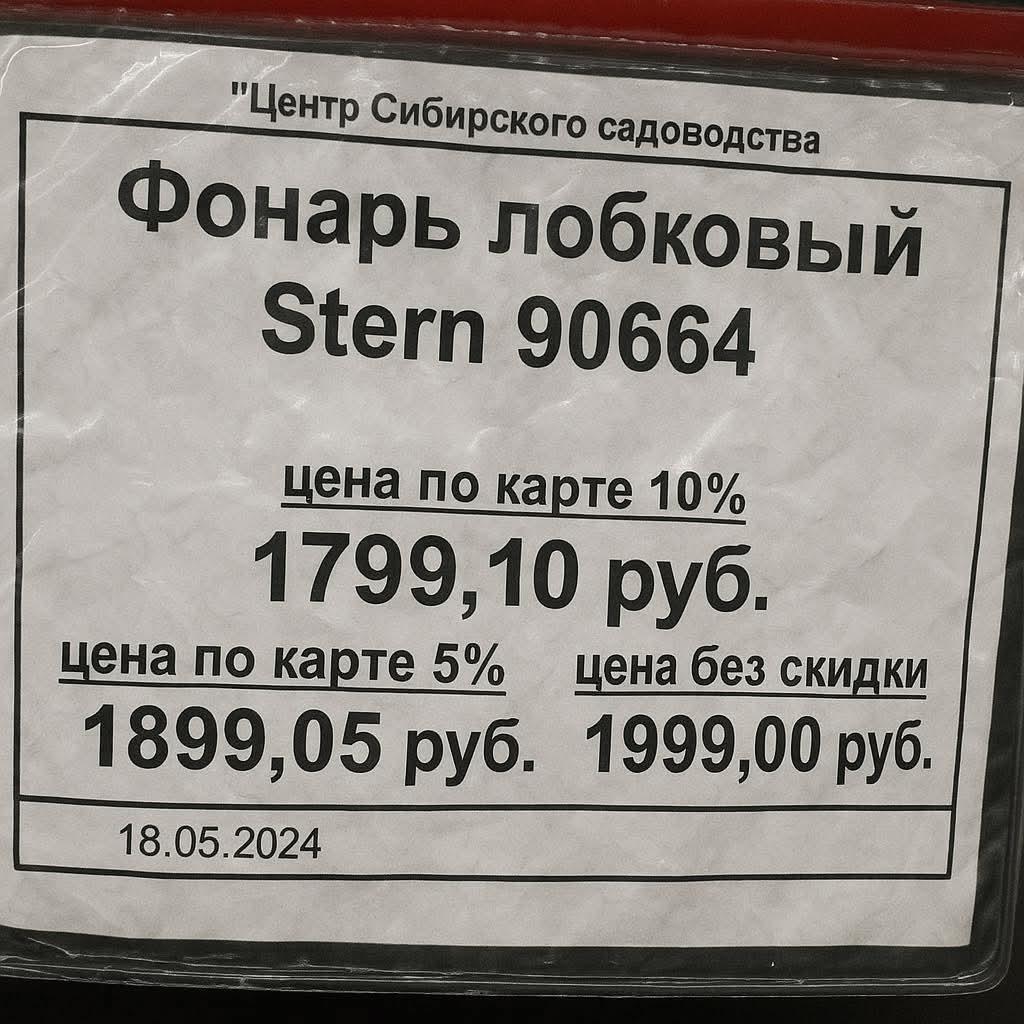 "Центр Сибирского садоводства
Фонарь лобковый
Stern 90664
цена по карте 10%
1799,10 руб.
цена по карте 5% цена без скидки
1899,05 руб. 1999,00 руб.
18.05.2024